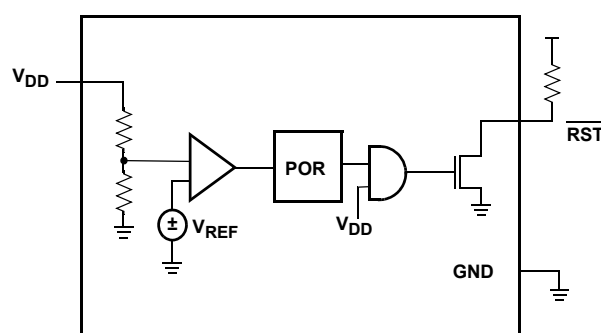 VDD
RST
POR
VREF
VDD
GND